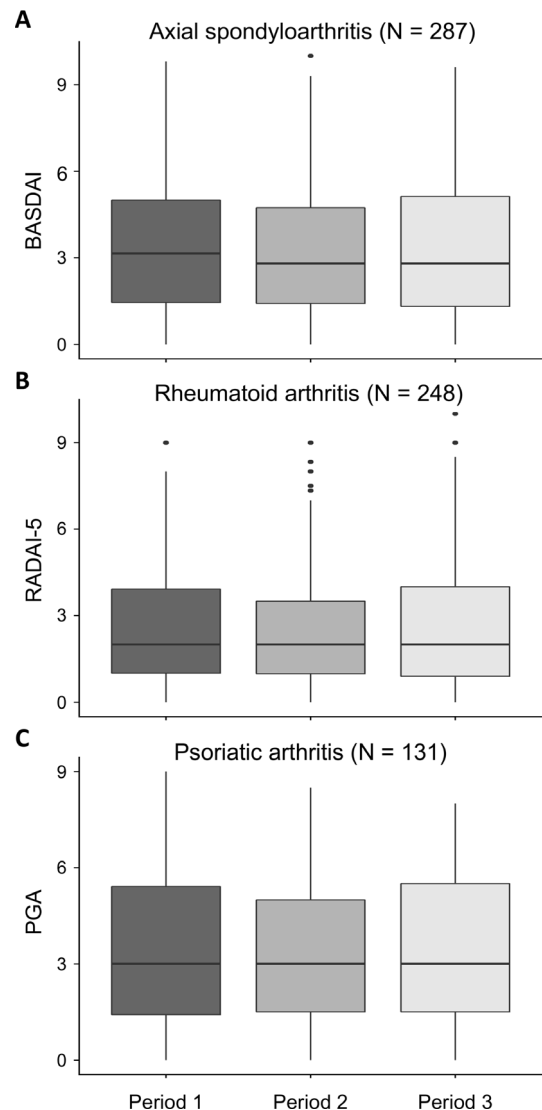 A
Axial spondyloarthritis (N = 287)
BASDAI
9
6
3
0
B
Rheumatoid arthritis (N = 248)
RADAI-5
9
6
3
0
C
Psoriatic arthritis (N = 131)
PGA
9
6
3
0
Period 1 Period 2 Period 3